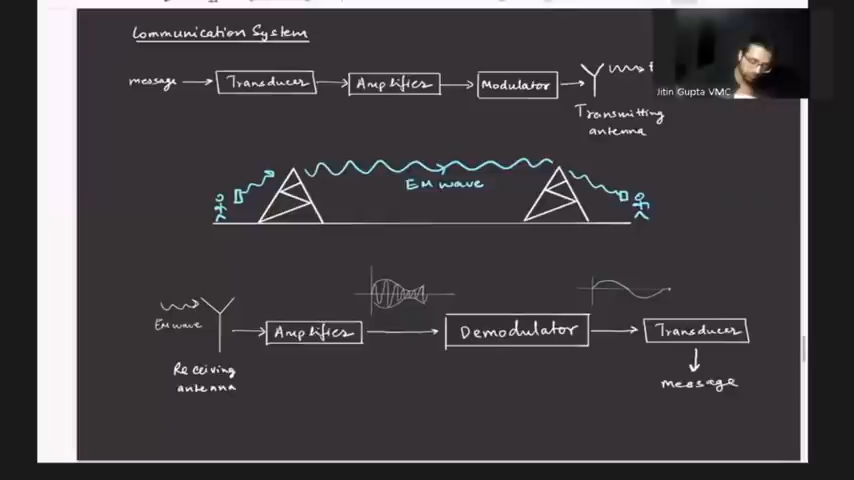 Communication System
message
Transducer
Amplifier
Modulator
Jitin Gupta VMC
Transmitting
antenna
EM wave
EM wave
Receiving
antenna
Amplifier
Demodulator
Transducer
message